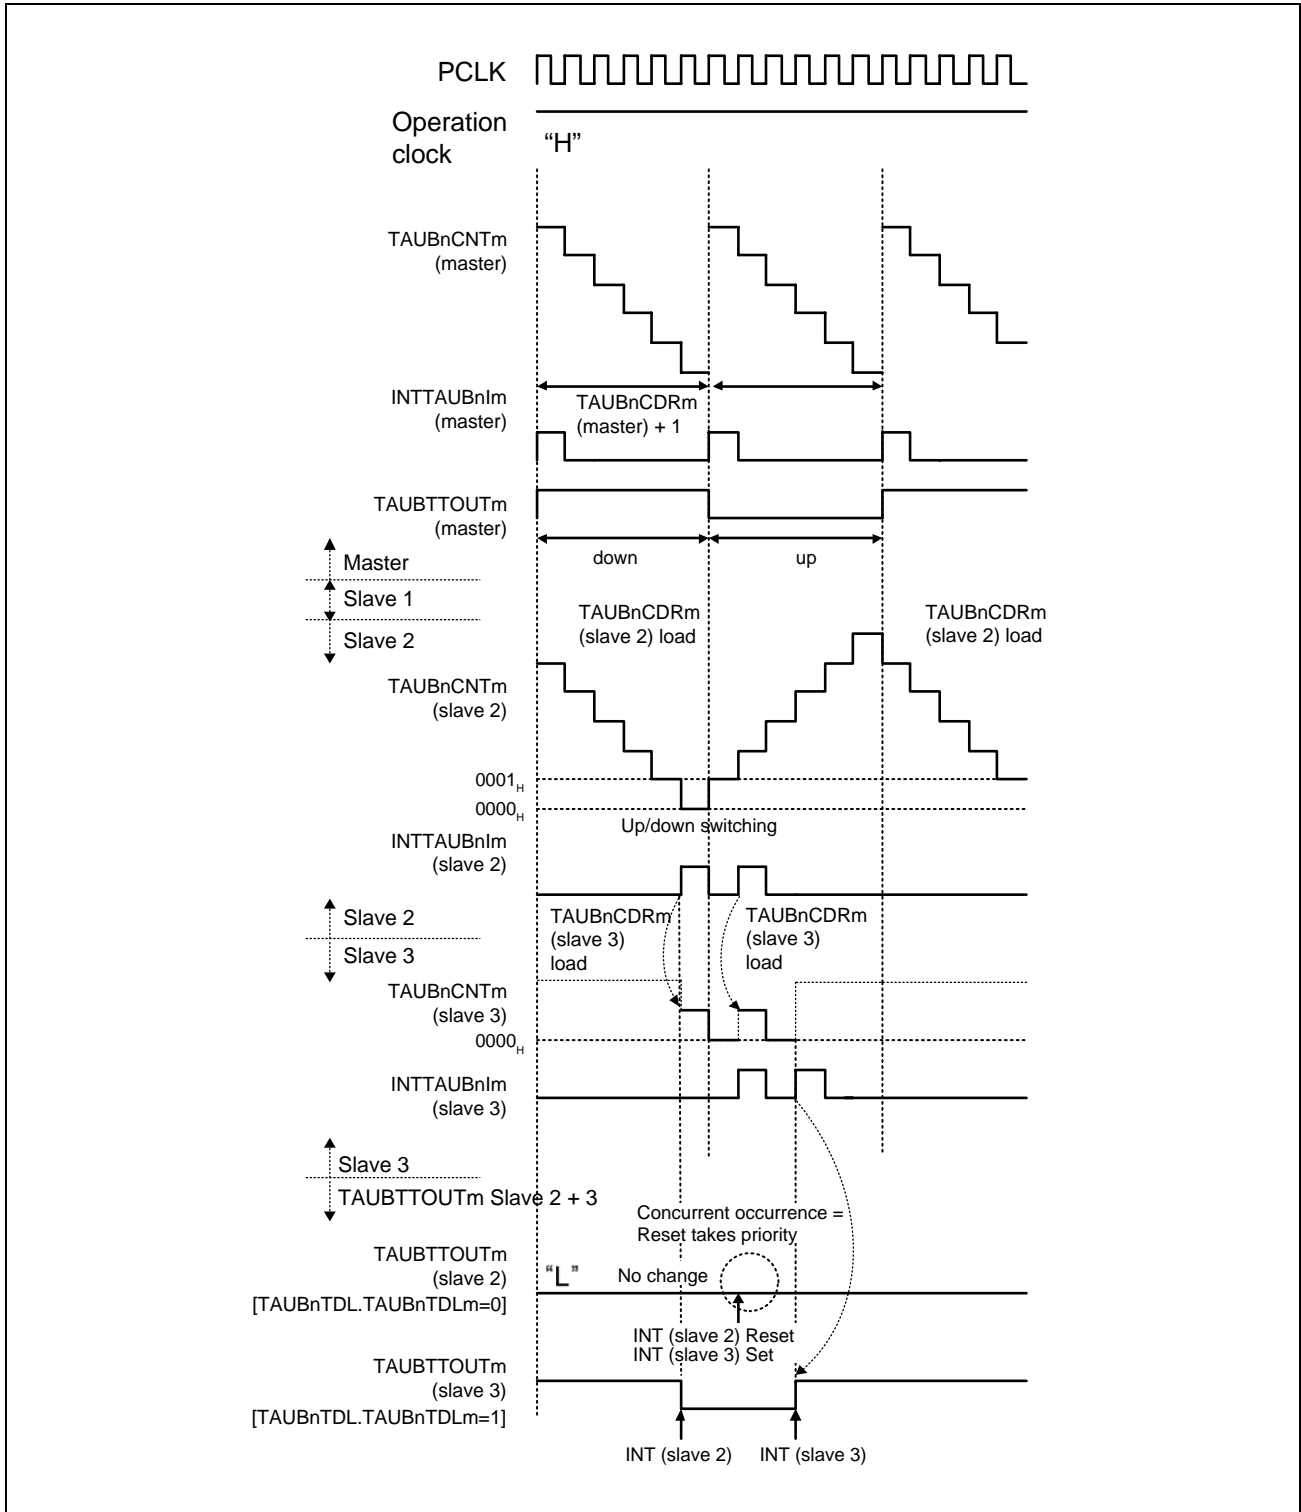 PCLK
Operation
clock
“H”
TAUBnCNTm
(master)
INTTAUBnIm
(master)
TAUBnCDRm
(master) + 1
TAUBTTOUTm
(master)
down
up
Master
Slave 1
Slave 2
TAUBnCDRm
(slave 2) load
TAUBnCDRm
(slave 2) load
TAUBnCNTm
(slave 2)
0001H
0000H
Up/down switching
INTTAUBnIm
(slave 2)
Slave 2
Slave 3
TAUBnCDRm
(slave 3)
load
TAUBnCDRm
(slave 3)
load
TAUBnCNTm
(slave 3)
0000H
INTTAUBnIm
(slave 3)
Slave 3
TAUBTTOUTm Slave 2 + 3
Concurrent occurrence =
Reset takes priority
TAUBTTOUTm
(slave 2)
[TAUBnTDL.TAUBnTDLm=0]
“L”
No change
INT (slave 2) Reset
INT (slave 3) Set
TAUBTTOUTm
(slave 3)
[TAUBnTDL.TAUBnTDLm=1]
INT (slave 2)
INT (slave 3)